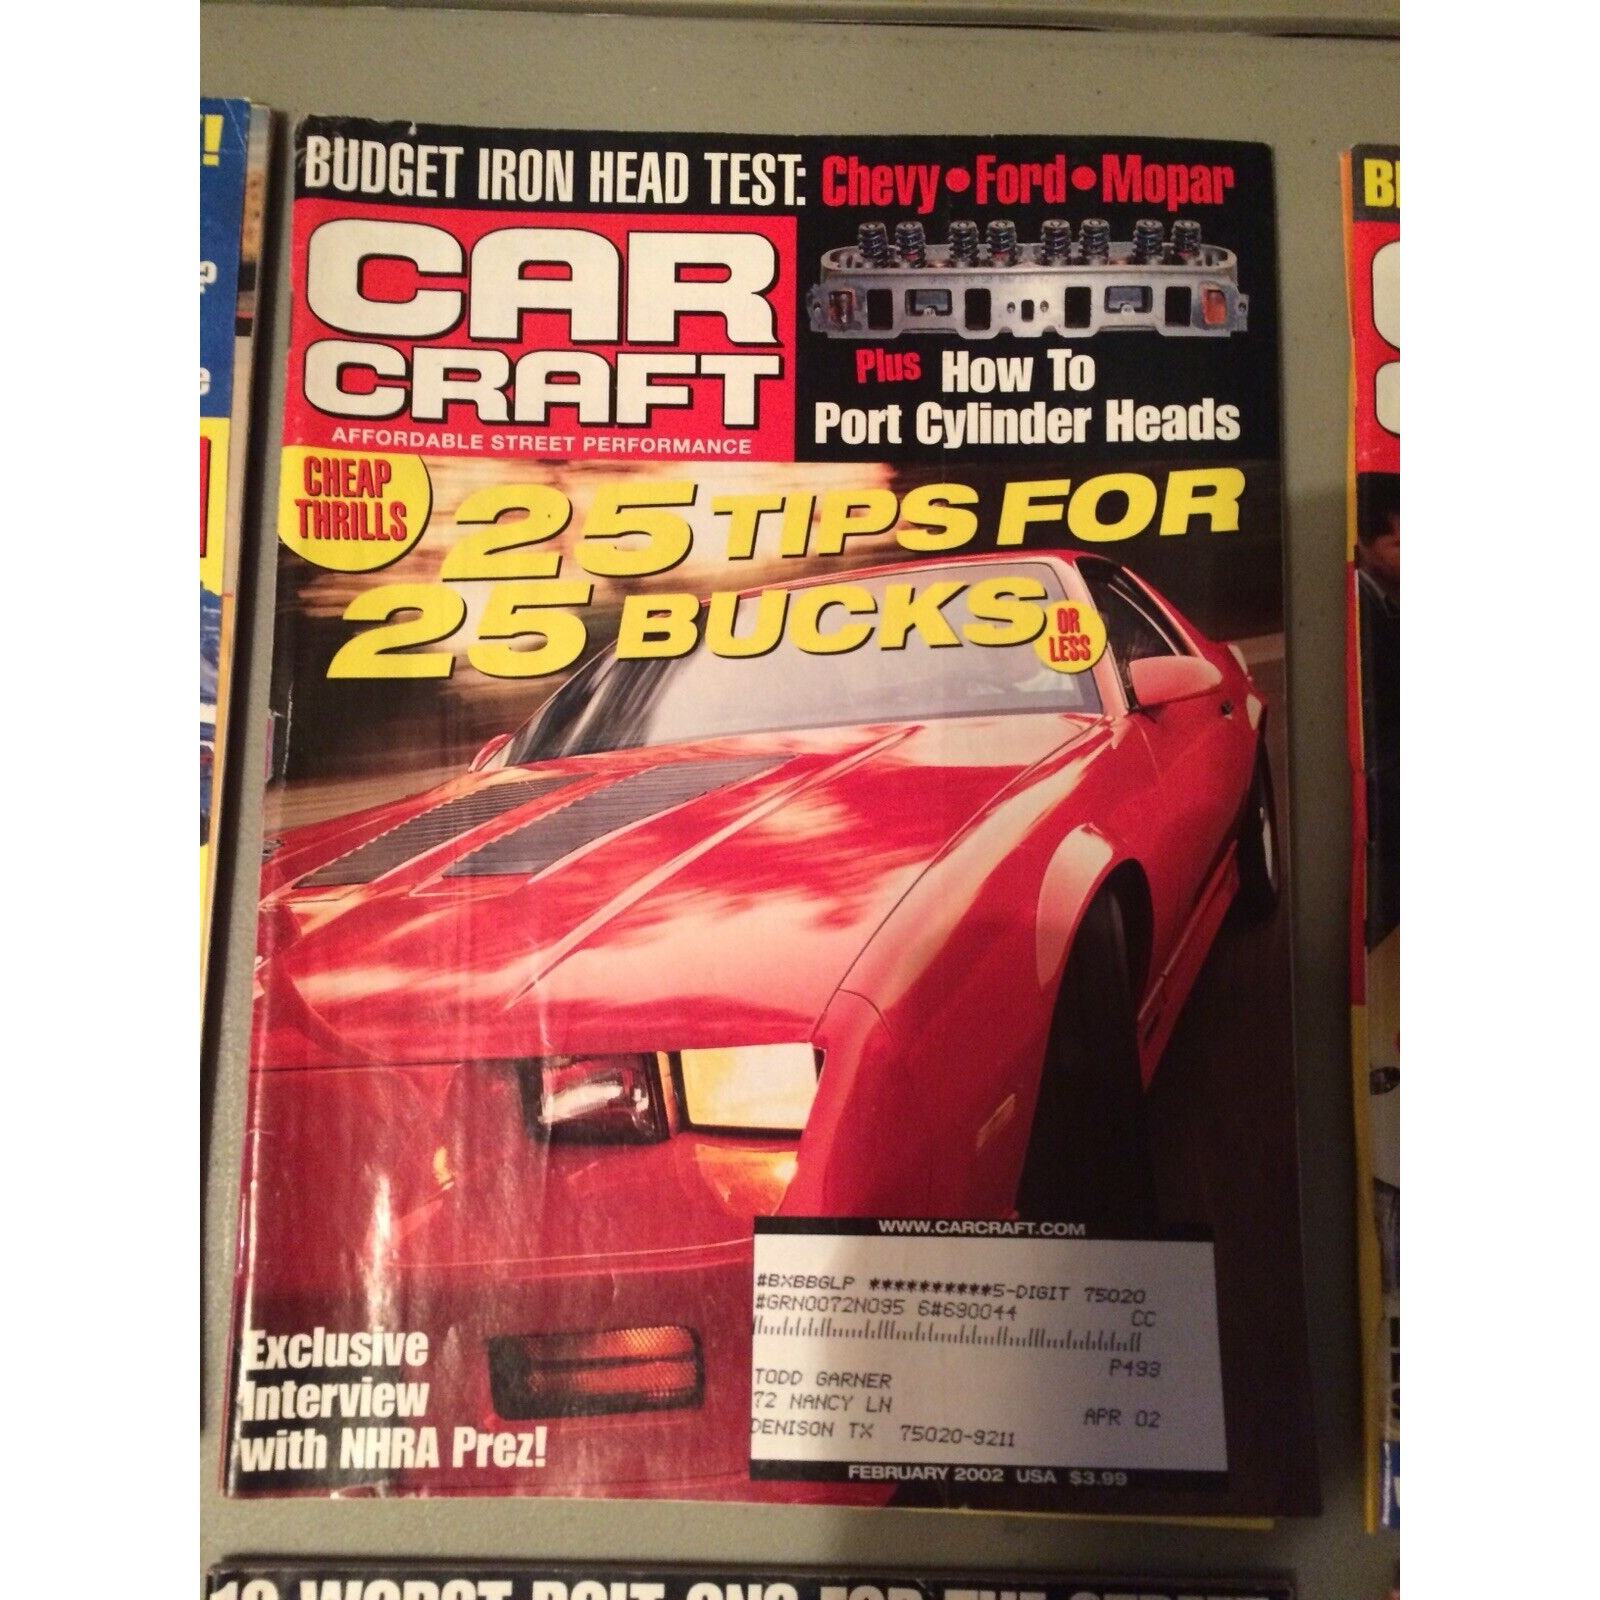 BUDGET IRON HEAD TEST: Chevy•Ford•Mopar
CAR
CRAFT
AFFORDABLE STREET PERFORMANCE
Plus How To
Port Cylinder Heads
CHEAP
THRILLS
25 TIPS FOR
25 BUCKS
OR
LESS
WWW.CARCRAFT.COM
#BXBBGLP **********5-DIGIT 75020
#GRN0072N095 6#690044 CC
P493
TODD GARNER
72 NANCY LN APR 02
DENISON TX 75020-9211
FEBRUARY 2002 USA $3.99
Exclusive
Interview
with NHRA Prez!